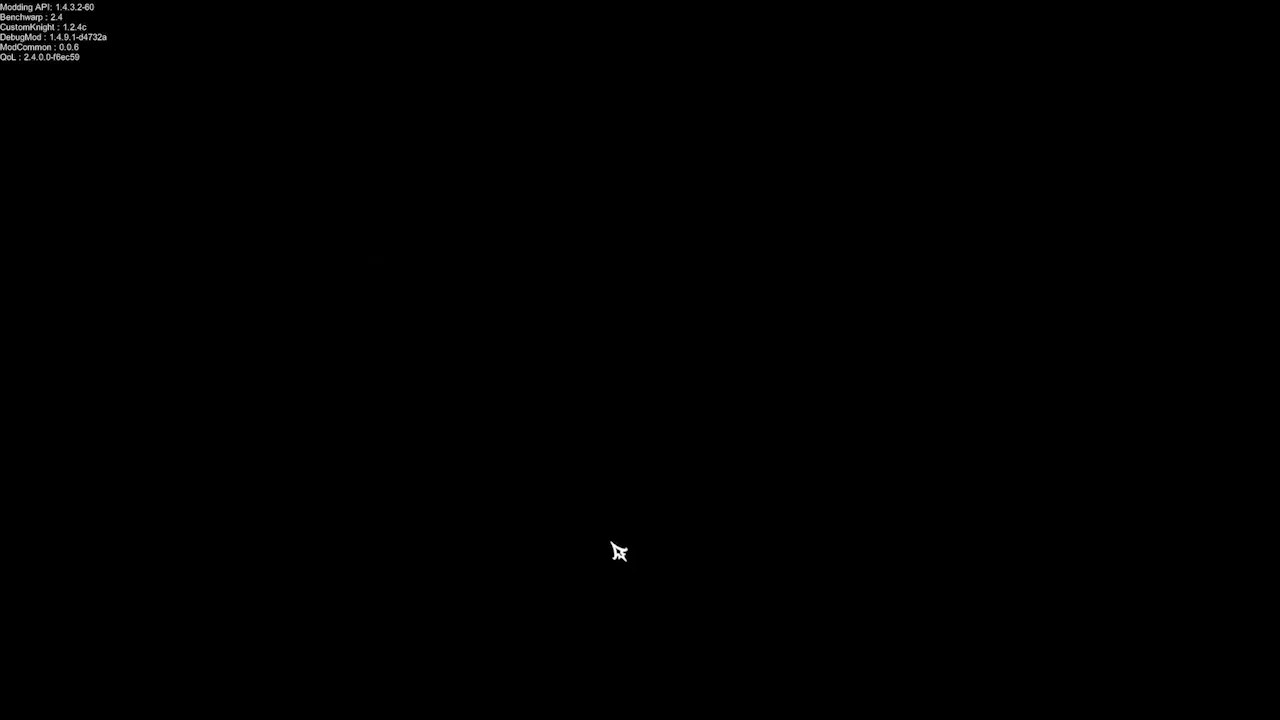 Modding API: 1.4.3.2-60
Benchwarp : 2.4
CustomKnight : 1.2.4c
DebugMod : 1.4.9.1-d4732a
ModCommon : 0.0.6
QoL : 2.4.0.0-f6ec59